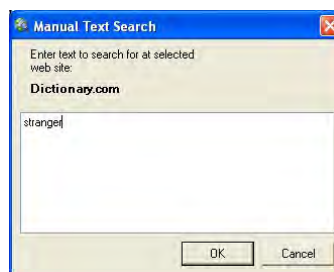 Manual Text Search
Enter text to search for at selected
web site:
Dictionary.com
stranger
OK Cancel